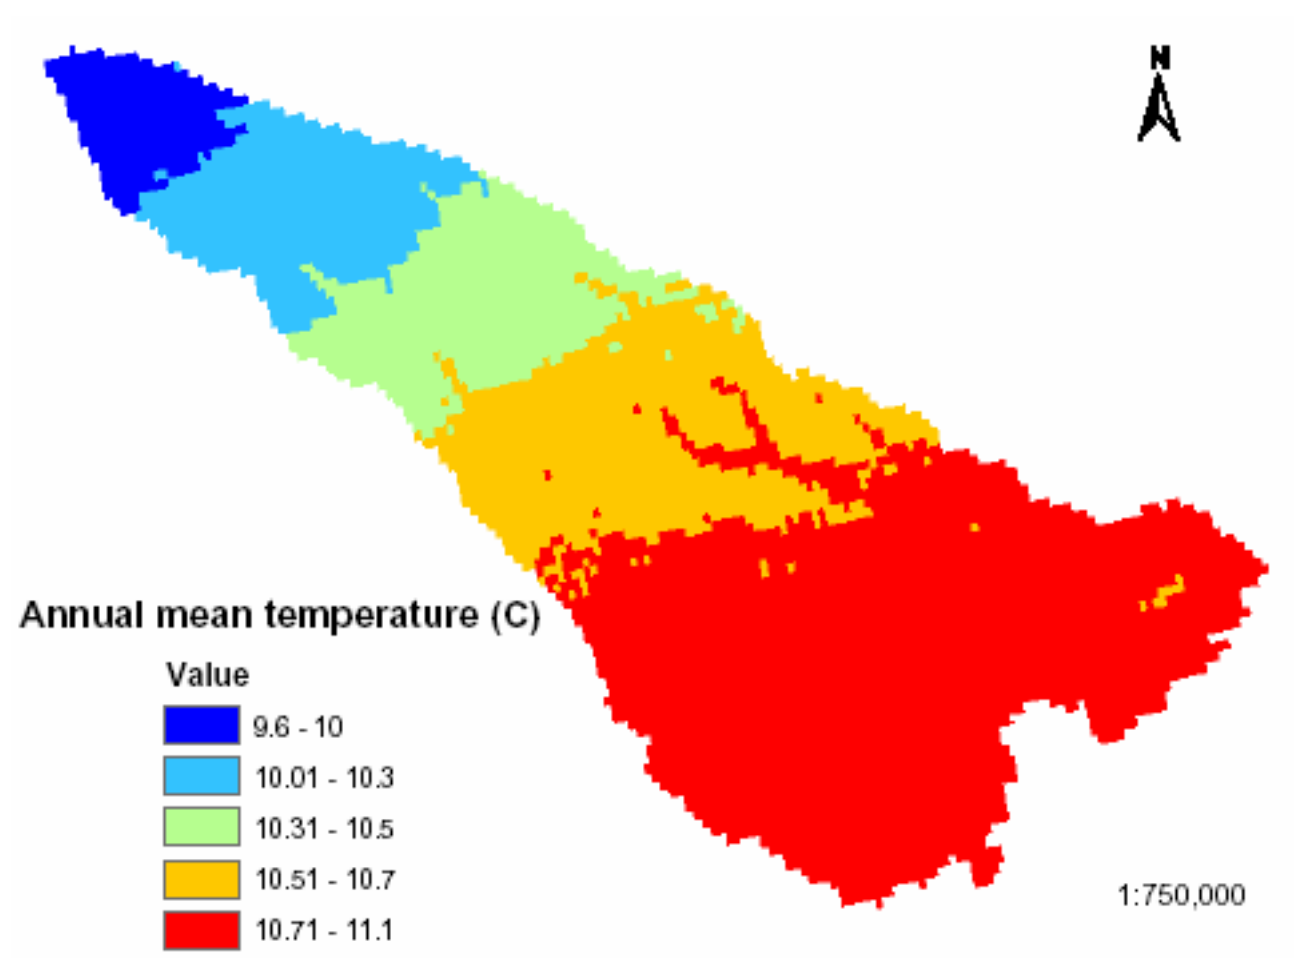 N
Annual mean temperature (C)
Value
9.6 - 10
10.01 - 10.3
10.31 - 10.5
10.51 - 10.7
10.71 - 11.1
1:750,000